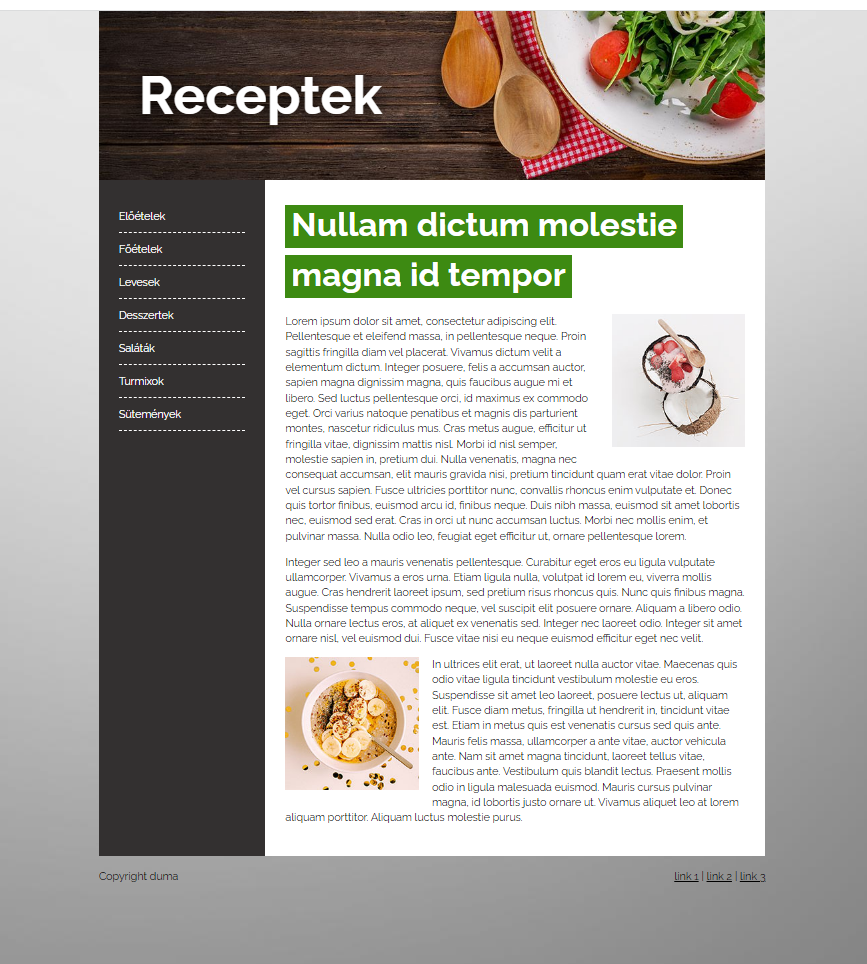 Receptek
Előételek
Főételek
Levesek
Desszertek
Saláták
Turmixok
Sütemények
Nullam dictum molestie
magna id tempor
Lorem ipsum dolor sit amet, consectetur adipiscing elit.
Pellentesque et eleifend massa, in pellentesque neque. Proin
sagittis fringilla diam vel placerat. Vivamus dictum velit a
elementum dictum. Integer posuere, felis a accumsan auctor,
sapien magna dignissim magna, quis faucibus augue mi et
libero. Sed luctus pellentesque orci, id maximus ex commodo
eget. Orci varius natoque penatibus et magnis dis parturient
montes, nascetur ridiculus mus. Cras metus augue, efficitur ut
fringilla vitae, dignissim mattis nisl. Morbi id nisl semper,
molestie sapien in, pretium dui. Nulla venenatis, magna nec
consequat accumsan, elit mauris gravida nisi, pretium tincidunt quam erat vitae dolor. Proin
vel cursus sapien. Fusce ultricies porttitor nunc, convallis rhoncus enim vulputate et. Donec
quis tortor finibus, euismod arcu id, finibus neque. Duis nibh massa, euismod sit amet lobortis
nec, euismod sed erat. Cras in orci ut nunc accumsan luctus. Morbi nec mollis enim, et
pulvinar massa. Nulla odio leo, feugiat eget efficitur ut, ornare pellentesque lorem.
Integer sed leo a mauris venenatis pellentesque. Curabitur eget eros eu ligula vulputate
ullamcorper. Vivamus a eros urna. Etiam ligula nulla, volutpat id lorem eu, viverra mollis
augue. Cras hendrerit laoreet ipsum, sed pretium risus rhoncus quis. Nunc quis finibus magna.
Suspendisse tempus commodo neque, vel suscipit elit posuere ornare. Aliquam a libero odio.
Nulla ornare lectus eros, at aliquet ex venenatis sed. Integer nec laoreet odio. Integer sit amet
ornare nisl, vel euismod dui. Fusce vitae nisi eu neque euismod efficitur eget nec velit.
In ultrices elit erat, ut laoreet nulla auctor vitae. Maecenas quis
odio vitae ligula tincidunt vestibulum molestie eu eros.
Suspendisse sit amet leo laoreet, posuere lectus ut, aliquam
elit. Fusce diam metus, fringilla ut hendrerit in, tincidunt vitae
est. Etiam in metus quis est venenatis cursus sed quis ante.
Mauris felis massa, ullamcorper a ante vitae, auctor vehicula
ante. Nam sit amet magna tincidunt, laoreet tellus vitae,
faucibus ante. Vestibulum quis blandit lectus. Praesent mollis
odio in ligula malesuada euismod. Mauris cursus pulvinar
magna, id lobortis justo ornare ut. Vivamus aliquet leo at lorem
aliquam porttitor. Aliquam luctus molestie purus.
Copyright duma
link 1 | link 2 | link 3